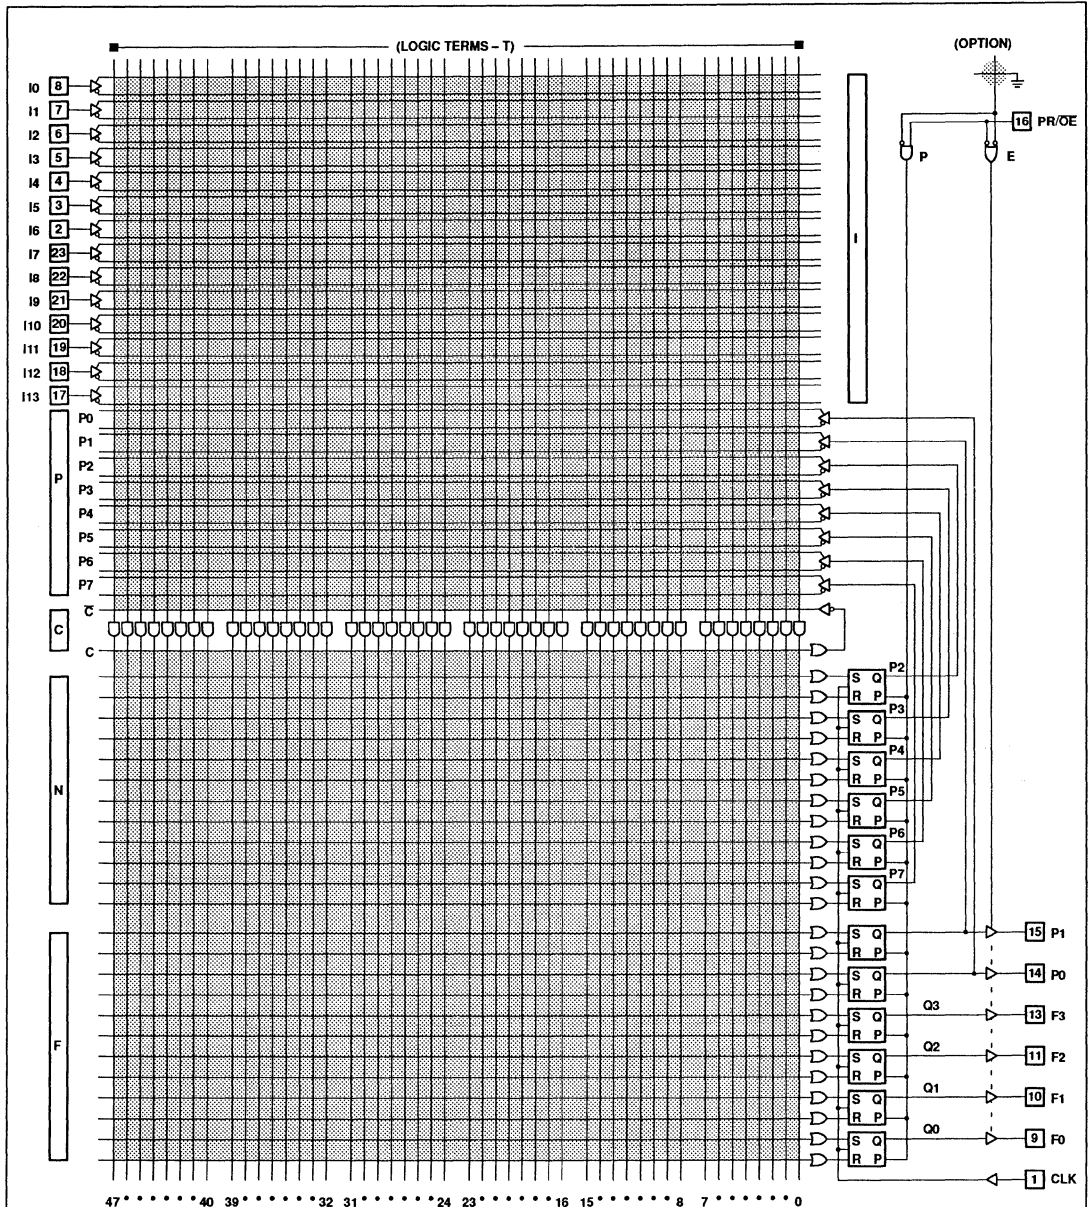 (LOGIC TERMS – T)
(OPTION)
I0 8
I1 7
I2 6
I3 5
I4 4
I5 3
I6 2
I7 23
I8 22
I9 21
I10 20
I11 19
I12 18
I13 17
I
16 PR/OE
P
E
P
P0
P1
P2
P3
P4
P5
P6
P7
C
C
C
N
F
S Q P2
R P
S Q P3
R P
S Q P4
R P
S Q P5
R P
S Q P6
R P
S Q P7
R P
S Q 15 P1
R P
S Q 14 P0
R P
S Q Q3 13 F3
R P
S Q Q2 11 F2
R P
S Q Q1 10 F1
R P
S Q Q0 9 F0
R P
1 CLK
47 • • • • • • 40 39 • • • • • • 32 31 • • • • • • 24 23 • • • • • • 16 15 • • • • • • 8 7 • • • • • • 0